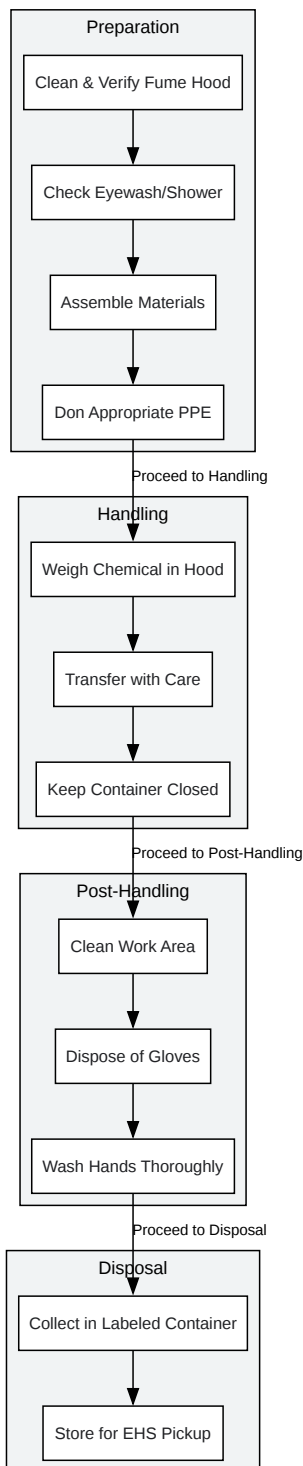 Preparation
Clean & Verify Fume Hood
Check Eyewash/Shower
Assemble Materials
Don Appropriate PPE
Proceed to Handling
Handling
Weigh Chemical in Hood
Transfer with Care
Keep Container Closed
Proceed to Post-Handling
Post-Handling
Clean Work Area
Dispose of Gloves
Wash Hands Thoroughly
Proceed to Disposal
Disposal
Collect in Labeled Container
Store for EHS Pickup